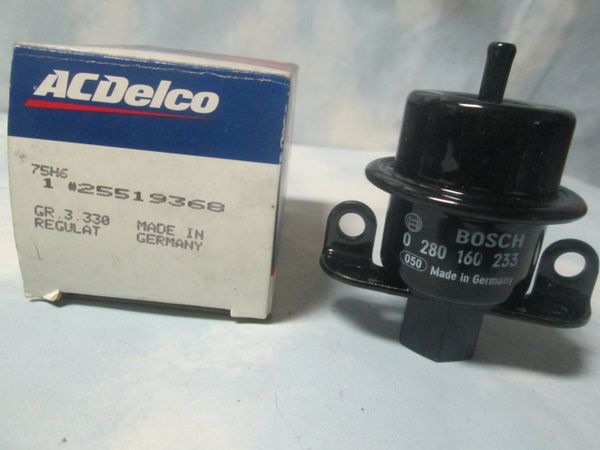 ACDelco
75H6
1 #25519368
GR.3.330
REGULAT
MADE IN
GERMANY
BOSCH
0 280 160 233
050 Made in Germany